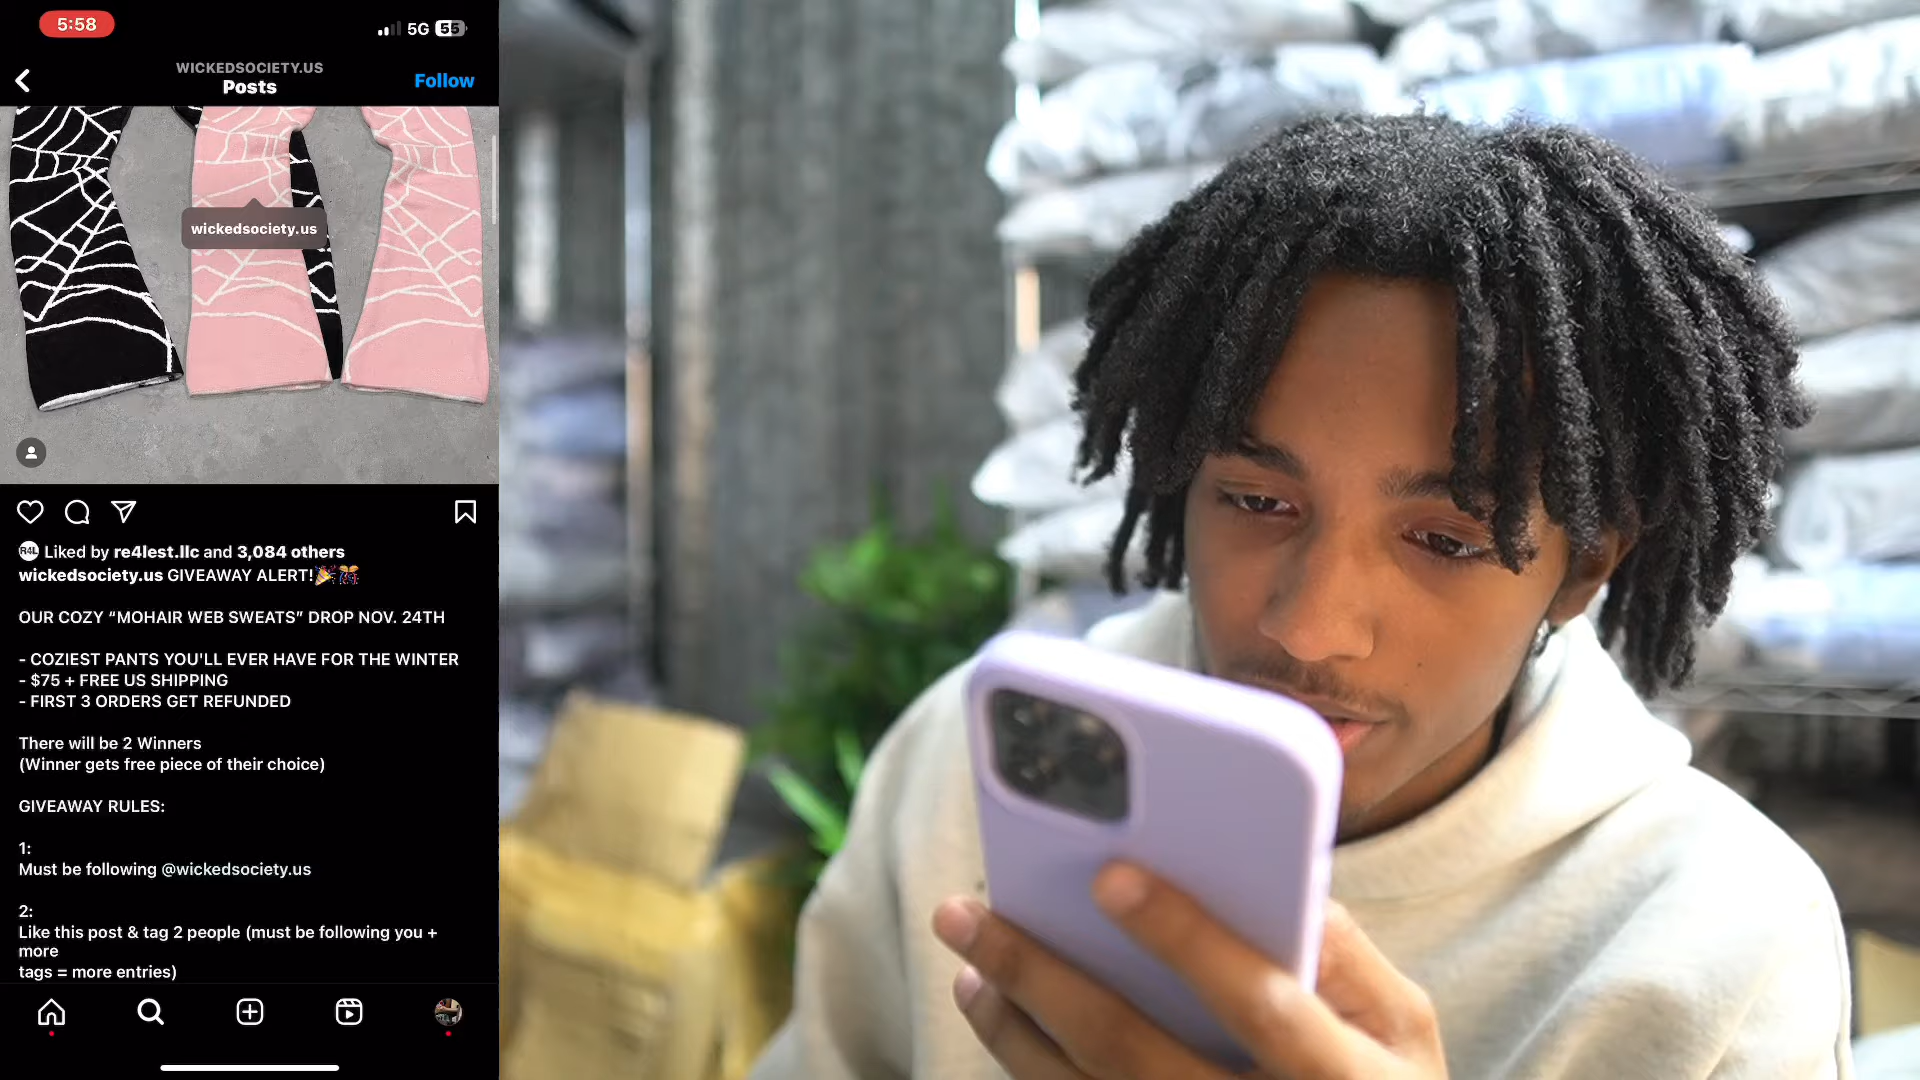 5:58
5G 55
WICKEDSOCIETY.US
Posts
Follow
wickedsociety.us
R4L Liked by re4lest.llc and 3,084 others
wickedsociety.us GIVEAWAY ALERT!🎉🎊
OUR COZY “MOHAIR WEB SWEATS” DROP NOV. 24TH
- COZIEST PANTS YOU'LL EVER HAVE FOR THE WINTER
- $75 + FREE US SHIPPING
- FIRST 3 ORDERS GET REFUNDED
There will be 2 Winners
(Winner gets free piece of their choice)
GIVEAWAY RULES:
1:
Must be following @wickedsociety.us
2:
Like this post & tag 2 people (must be following you +
more
tags = more entries)